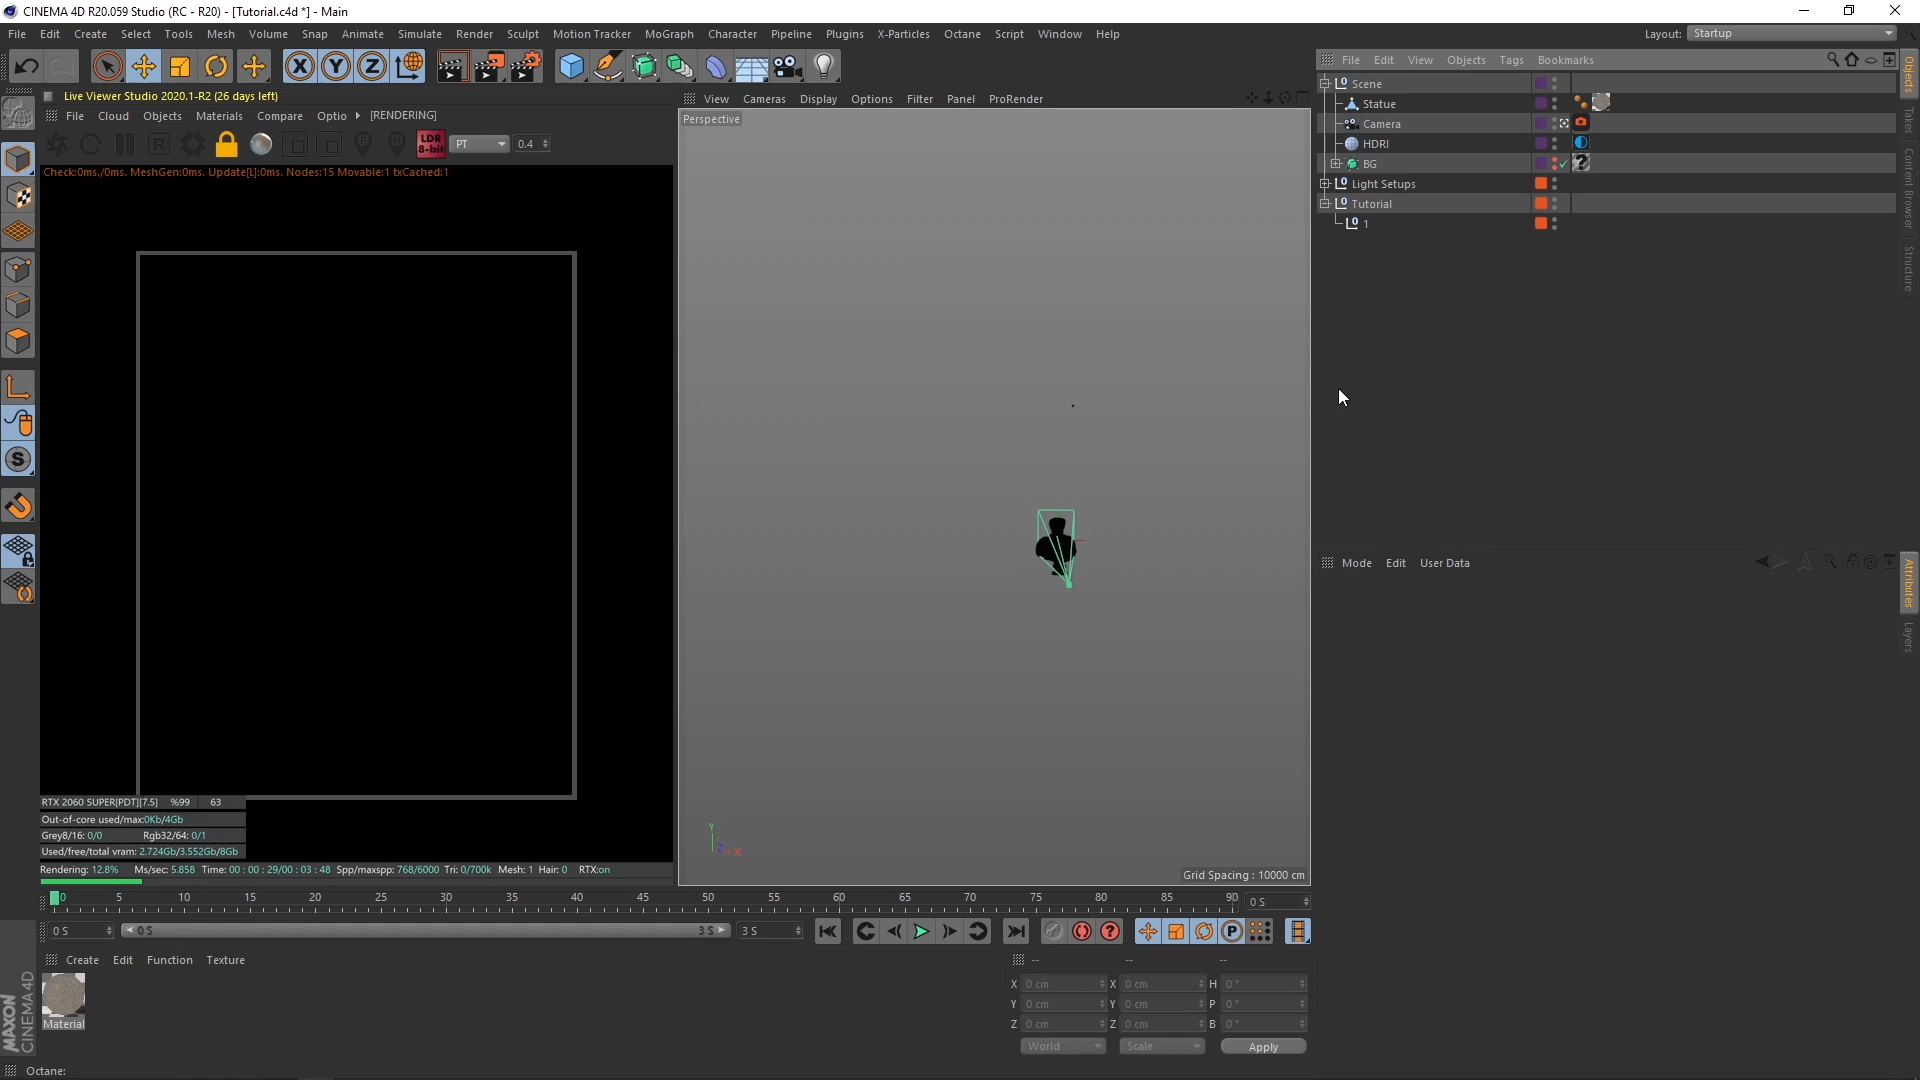 CINEMA 4D R20.059 Studio (RC - R20) - [Tutorial.c4d *] - Main
File Edit Create Select Tools Mesh Volume Snap Animate Simulate Render Sculpt Motion Tracker MoGraph Character Pipeline Plugins X-Particles Octane Script Window Help
Layout: Startup
X Y Z
File Edit View Objects Tags Bookmarks
Live Viewer Studio 2020.1-R2 (26 days left)
File Cloud Objects Materials Compare Optio [RENDERING]
View Cameras Display Options Filter Panel ProRender
LDR 8-bit PT 0.4
Check:0ms./0ms. MeshGen:0ms. Update[L]:0ms. Nodes:15 Movable:1 txCached:1
Perspective
Scene
Statue
Camera
HDRI
BG
Light Setups
Tutorial
1
Objects
Takes
Content Browser
Structure
Mode Edit User Data
Attributes
Layers
Y
Z X
Grid Spacing : 10000 cm
RTX 2060 SUPER[PDT][7.5] %99 63
Out-of-core used/max:0Kb/4Gb
Grey8/16: 0/0 Rgb32/64: 0/1
Used/free/total vram: 2.724Gb/3.552Gb/8Gb
Rendering: 12.8% Ms/sec: 5.858 Time: 00 : 00 : 29/00 : 03 : 48 Spp/maxspp: 768/6000 Tri: 0/700k Mesh: 1 Hair: 0 RTX:on
0 5 10 15 20 25 30 35 40 45 50 55 60 65 70 75 80 85 90 0 S
0 S 0 S 3 S 3 S
Create Edit Function Texture
-- -- --
X 0 cm X 0 cm H 0 °
Y 0 cm Y 0 cm P 0 °
Z 0 cm Z 0 cm B 0 °
World Scale Apply
Material
MAXON CINEMA 4D
Octane: